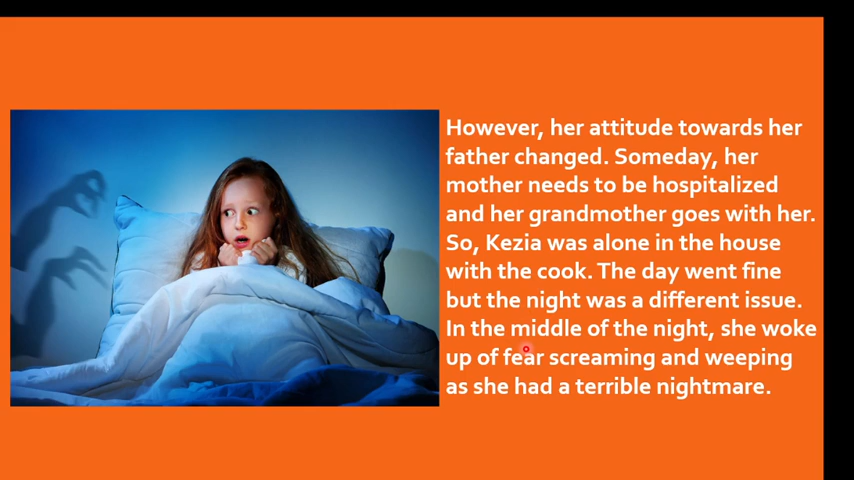 However, her attitude towards her
father changed. Someday, her
mother needs to be hospitalized
and her grandmother goes with her.
So, Kezia was alone in the house
with the cook. The day went fine
but the night was a different issue.
In the middle of the night, she woke
up of fear screaming and weeping
as she had a terrible nightmare.